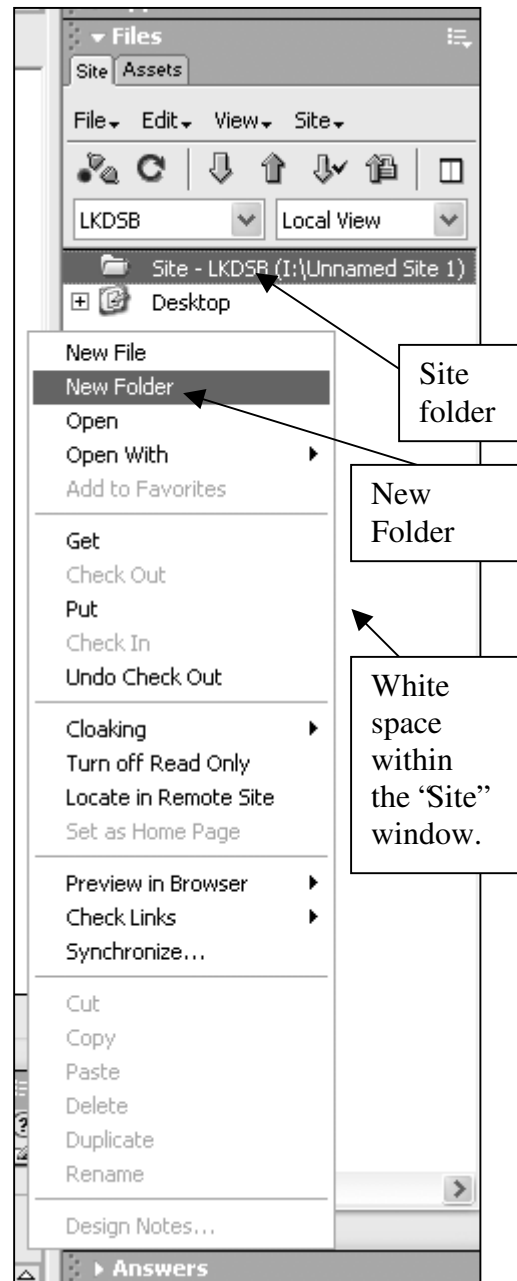 Files
Site Assets
File Edit View Site
LKDSB Local View
Site - LKDSB (I:\Unnamed Site 1)
Desktop
New File
New Folder
Open
Open With
Add to Favorites
Get
Check Out
Put
Check In
Undo Check Out
Cloaking
Turn off Read Only
Locate in Remote Site
Set as Home Page
Preview in Browser
Check Links
Synchronize...
Cut
Copy
Paste
Delete
Duplicate
Rename
Design Notes...
Answers
Site
folder
New
Folder
White
space
within
the “Site”
window.